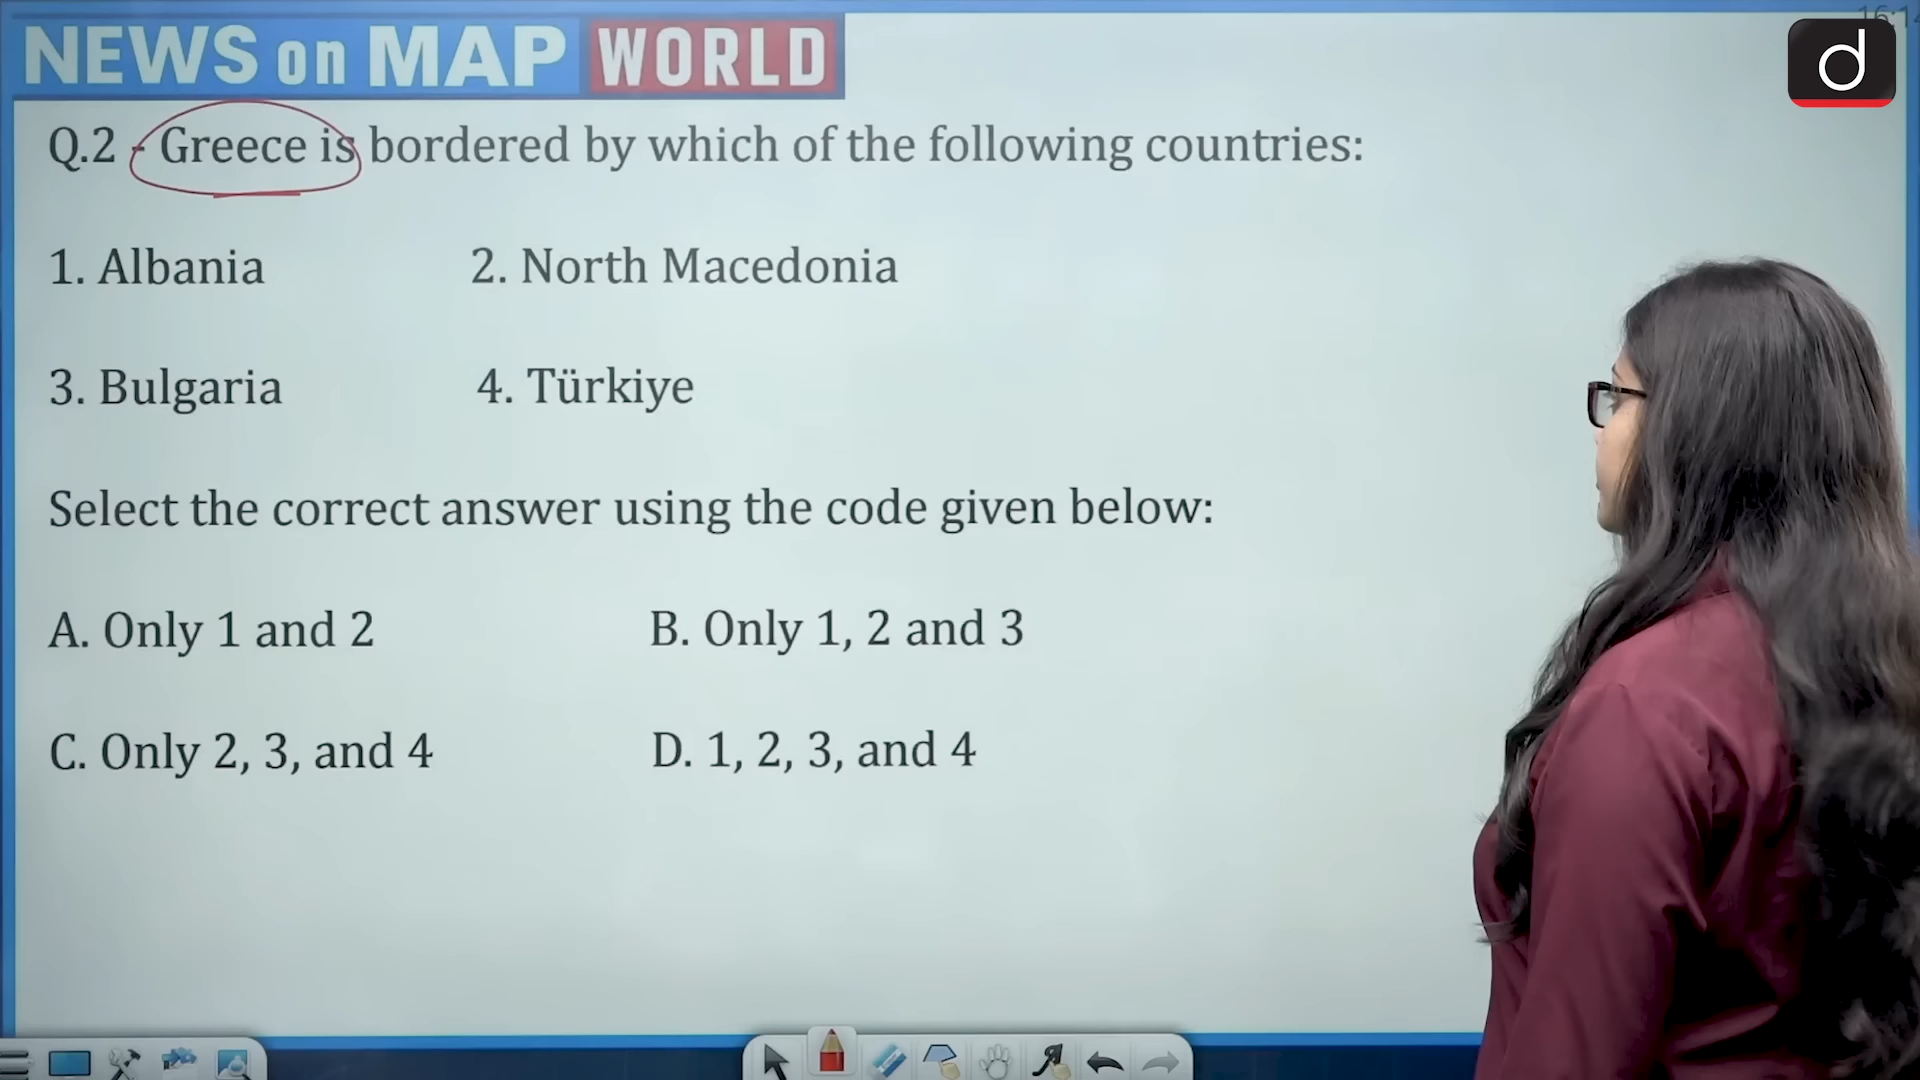 NEWS on MAP WORLD
Q.2 - Greece is bordered by which of the following countries:
1. Albania 2. North Macedonia
3. Bulgaria 4. Türkiye
Select the correct answer using the code given below:
A. Only 1 and 2 B. Only 1, 2 and 3
C. Only 2, 3, and 4 D. 1, 2, 3, and 4